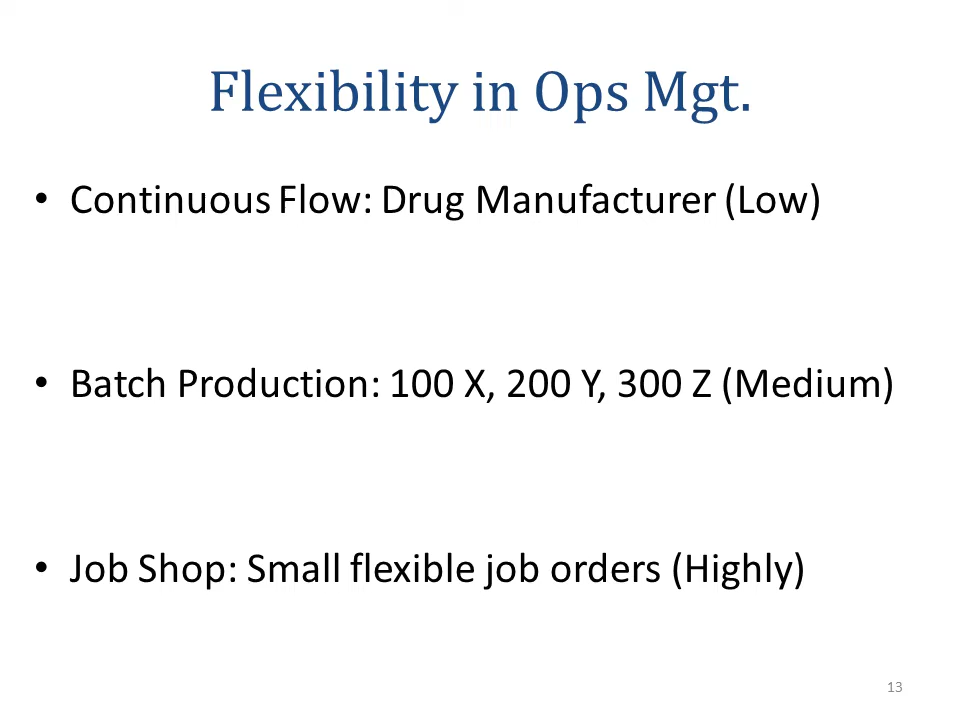 Flexibility in Ops Mgt.
• Continuous Flow: Drug Manufacturer (Low)
• Batch Production: 100 X, 200 Y, 300 Z (Medium)
• Job Shop: Small flexible job orders (Highly)
13